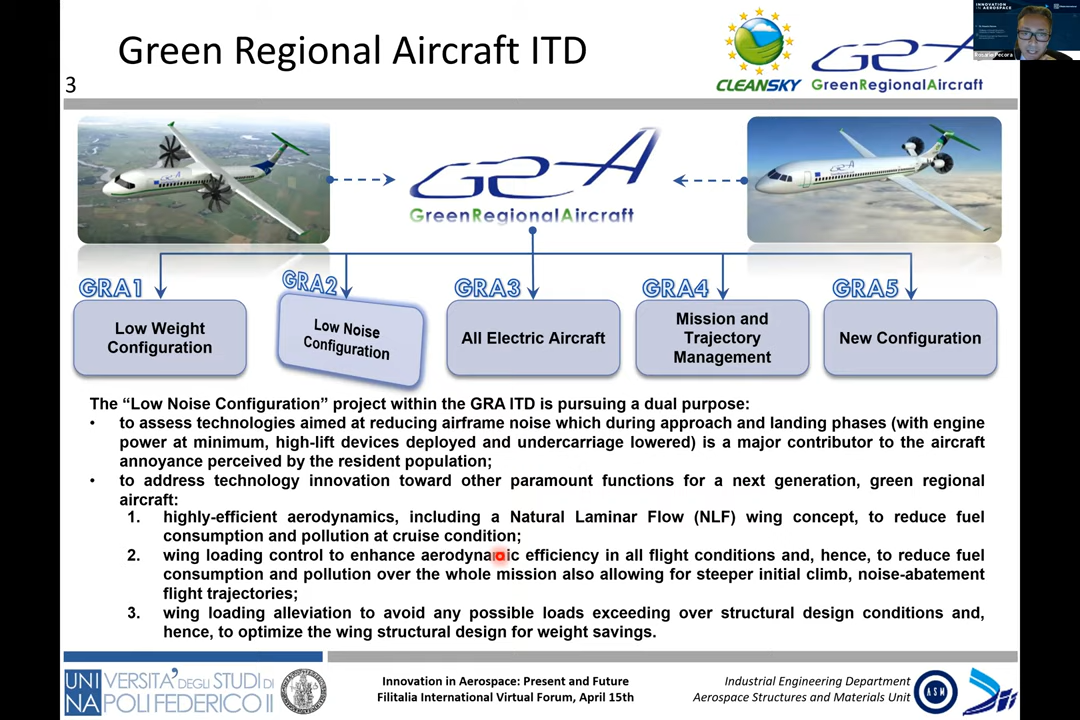 Green Regional Aircraft ITD
3
CLEANSKY
GreenRegionalAircraft
INNOVATION
IN AEROSPACE
Rosario Pecora
GreenRegionalAircraft
GRA1
GRA2
GRA3
GRA4
GRA5
Low Weight
Configuration
Low Noise
Configuration
All Electric Aircraft
Mission and
Trajectory
Management
New Configuration
The “Low Noise Configuration” project within the GRA ITD is pursuing a dual purpose:
• to assess technologies aimed at reducing airframe noise which during approach and landing phases (with engine
power at minimum, high-lift devices deployed and undercarriage lowered) is a major contributor to the aircraft
annoyance perceived by the resident population;
• to address technology innovation toward other paramount functions for a next generation, green regional
aircraft:
1. highly-efficient aerodynamics, including a Natural Laminar Flow (NLF) wing concept, to reduce fuel
consumption and pollution at cruise condition;
2. wing loading control to enhance aerodynamic efficiency in all flight conditions and, hence, to reduce fuel
consumption and pollution over the whole mission also allowing for steeper initial climb, noise-abatement
flight trajectories;
3. wing loading alleviation to avoid any possible loads exceeding over structural design conditions and,
hence, to optimize the wing structural design for weight savings.
UNIVERSITA’ DEGLI STUDI DI
NAPOLI FEDERICO II
Innovation in Aerospace: Present and Future
Filitalia International Virtual Forum, April 15th
Industrial Engineering Department
Aerospace Structures and Materials Unit
ASM